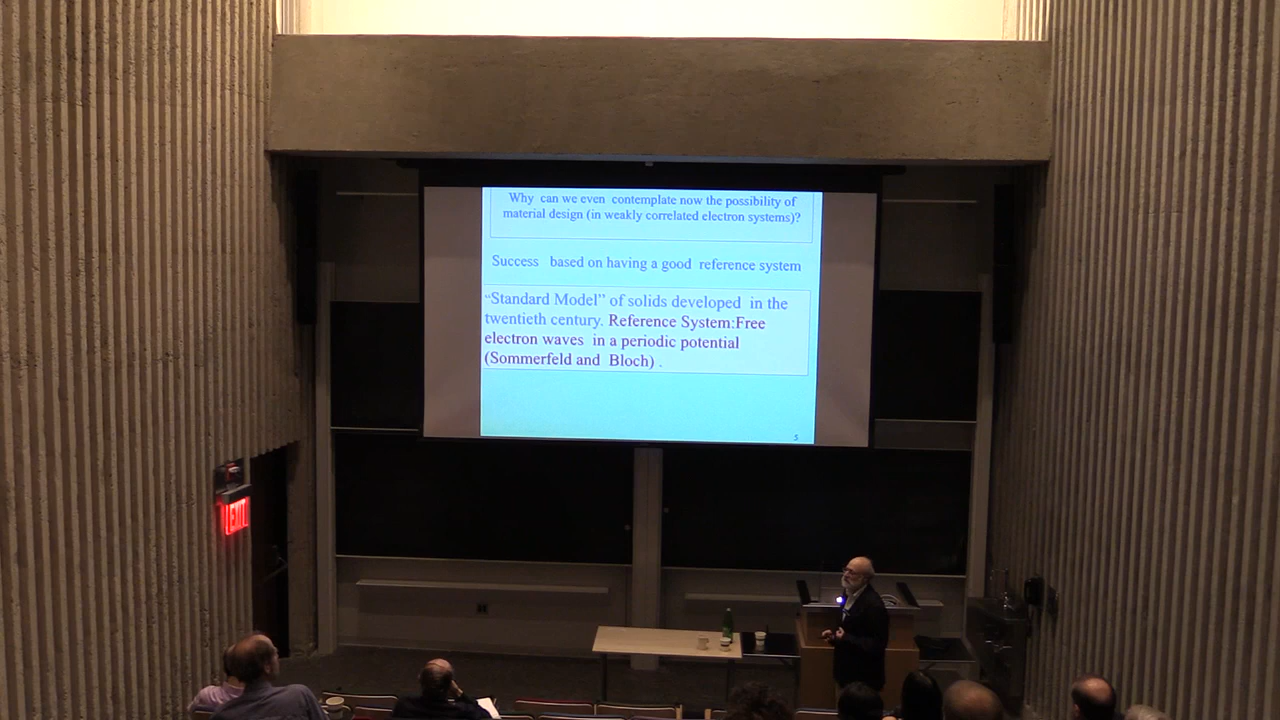 Why can we even contemplate now the possibility of
material design (in weakly correlated electron systems)?
Success based on having a good reference system
“Standard Model” of solids developed in the
twentieth century. Reference System:Free
electron waves in a periodic potential
(Sommerfeld and Bloch) .
5
EXIT